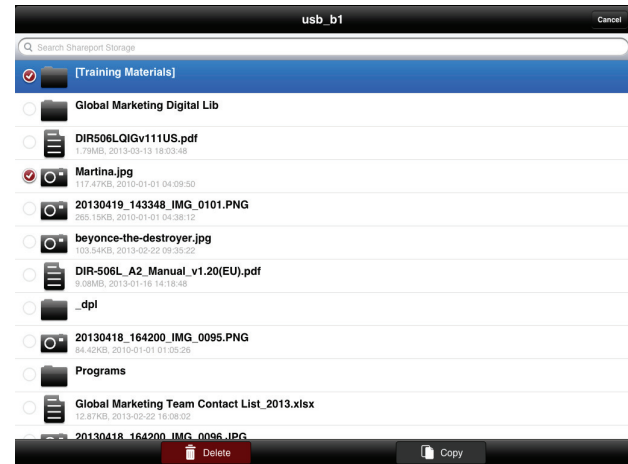 usb_b1
Cancel
Search Shareport Storage
[Training Materials]
Global Marketing Digital Lib
DIR506LQIGv111US.pdf
1.79MB, 2013-03-13 18:03:48
Martina.jpg
117.47KB, 2010-01-01 04:09:50
20130419_143348_IMG_0101.PNG
265.15KB, 2010-01-01 04:38:12
beyonce-the-destroyer.jpg
103.54KB, 2013-02-22 09:35:22
DIR-506L_A2_Manual_v1.20(EU).pdf
9.08MB, 2013-01-16 14:18:48
_dpl
20130418_164200_IMG_0095.PNG
84.42KB, 2010-01-01 01:05:26
Programs
Global Marketing Team Contact List_2013.xlsx
12.87KB, 2013-02-22 16:08:02
20130418_164200_IMG_0096.JPG
Delete
Copy